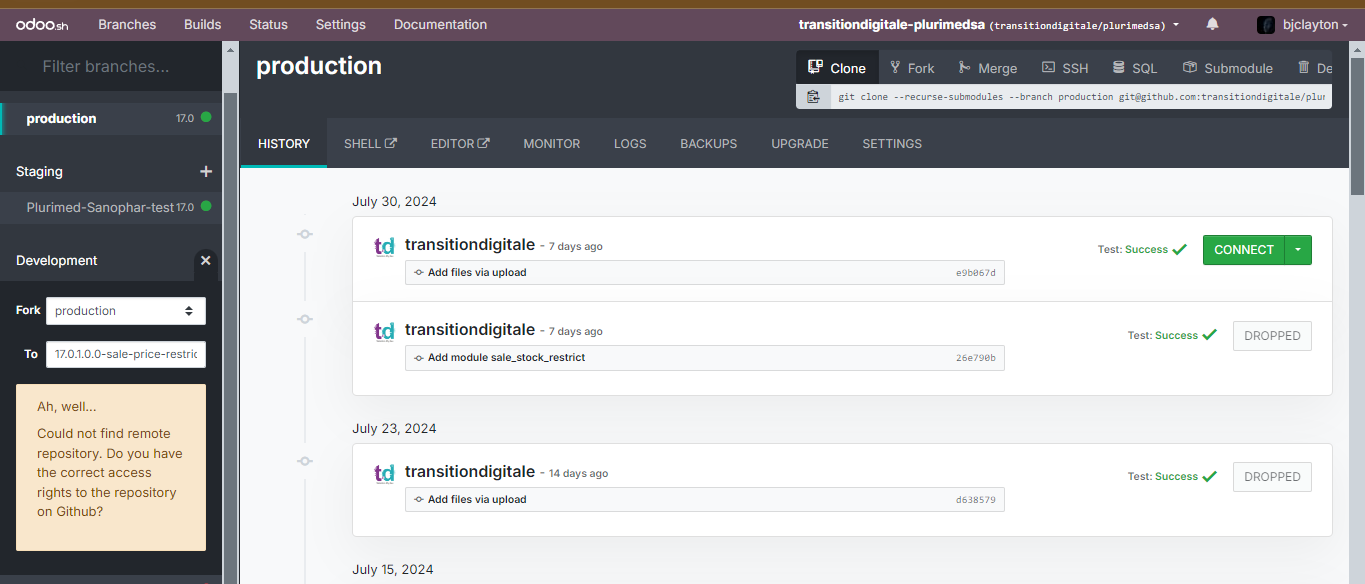 odoo.sh Branches Builds Status Settings Documentation transitiondigitale-plurimedsa (transitiondigitale/plurimedsa) bjclayton
Filter branches...
production 17.0
Staging
Plurimed-Sanophar-test 17.0
Development
Fork production
To 17.0.1.0.0-sale-price-restric
Ah, well...
Could not find remote
repository. Do you have
the correct access
rights to the repository
on Github?
production
Clone Fork Merge SSH SQL Submodule De
git clone --recurse-submodules --branch production git@github.com:transitiondigitale/plur
HISTORY SHELL EDITOR MONITOR LOGS BACKUPS UPGRADE SETTINGS
July 30, 2024
td transitiondigitale - 7 days ago Test: Success CONNECT
Add files via upload e9b067d
td transitiondigitale - 7 days ago Test: Success DROPPED
Add module sale_stock_restrict 26e790b
July 23, 2024
td transitiondigitale - 14 days ago Test: Success DROPPED
Add files via upload d638579
July 15, 2024